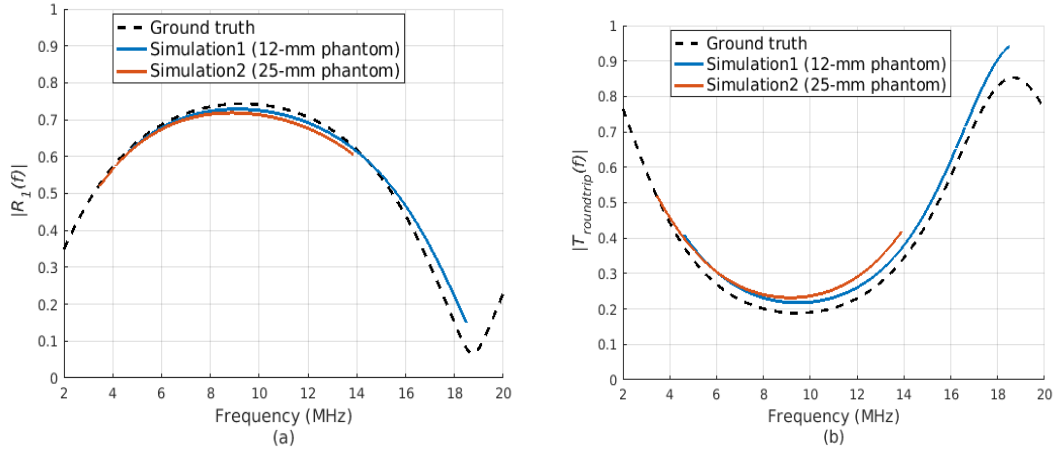 1
0.9
0.8
0.7
0.6
0.5
0.4
0.3
0.2
0.1
0
|R_1(f)|
Ground truth
Simulation1 (12-mm phantom)
Simulation2 (25-mm phantom)
2 4 6 8 10 12 14 16 18 20
Frequency (MHz)
(a)
1
0.9
0.8
0.7
0.6
0.5
0.4
0.3
0.2
0.1
0
|T_roundtrip(f)|
Ground truth
Simulation1 (12-mm phantom)
Simulation2 (25-mm phantom)
2 4 6 8 10 12 14 16 18 20
Frequency (MHz)
(b)